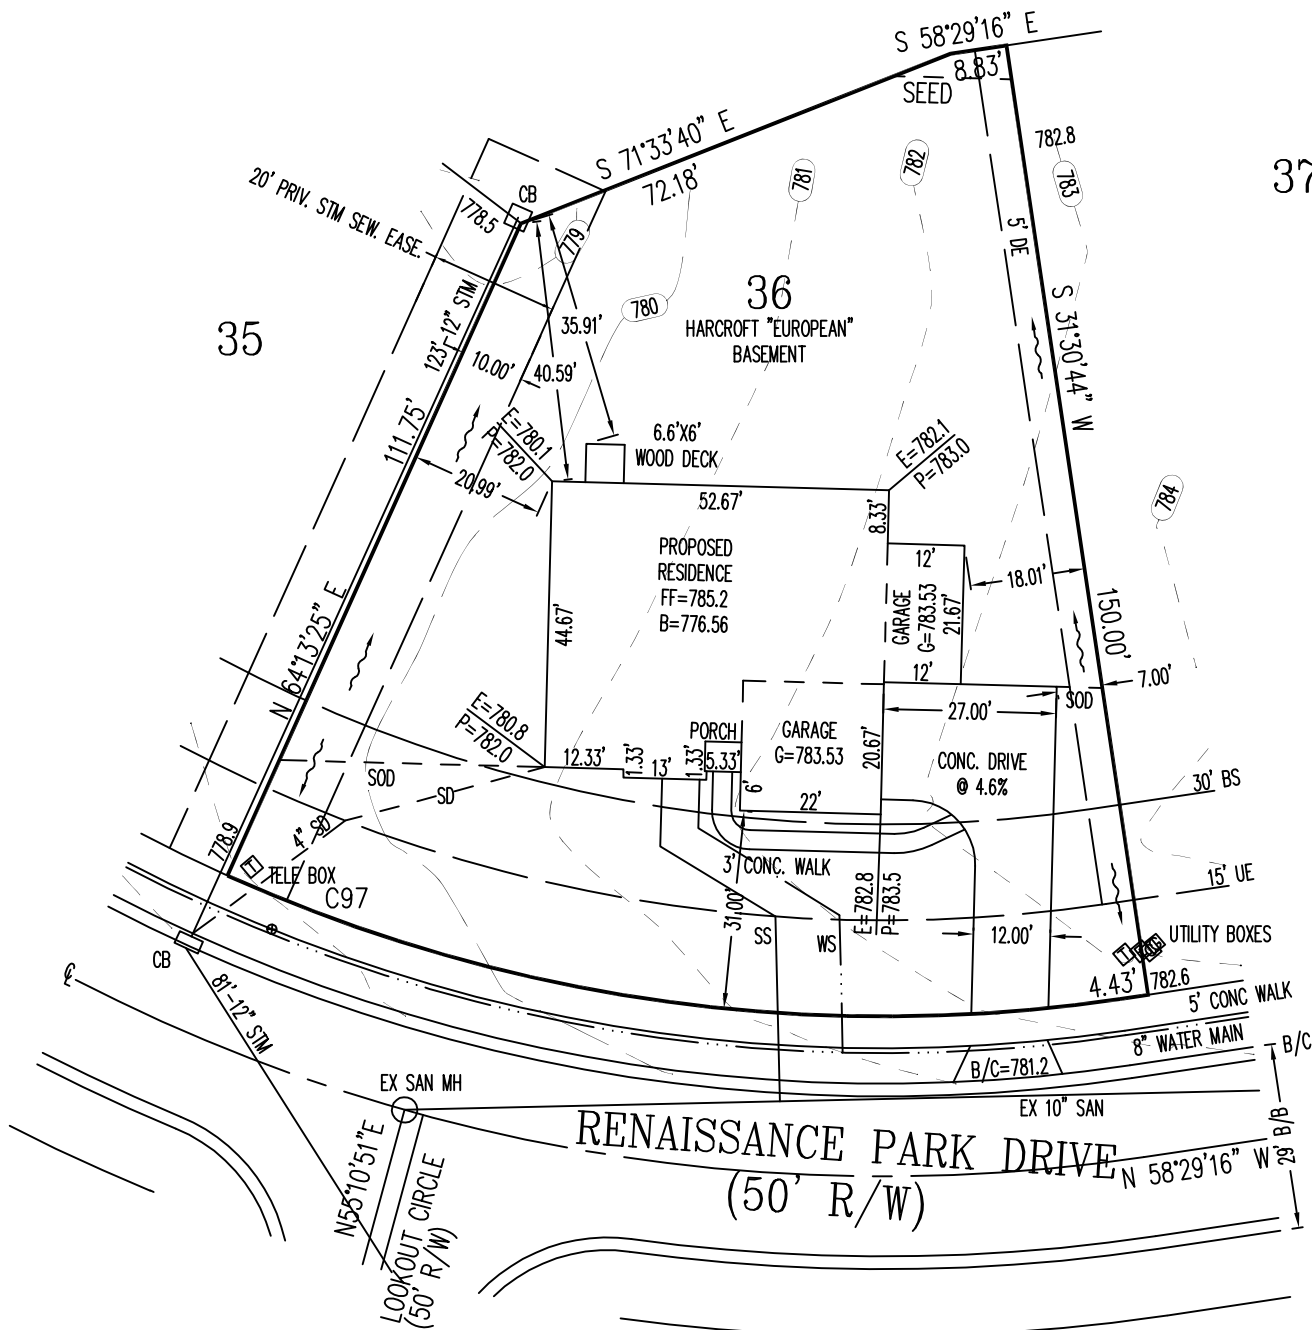 S 58°29'16" E
8.83'
SEED
782.8
783
782
781
37
S 71°33'40" E
72.18'
20' PRIV. STM SEW. EASE.
CB
778.5
779
780
5' DE
S 31°30'44" W
35
36
HARCROFT "EUROPEAN"
BASEMENT
123'-12" STM
35.91'
10.00'
40.59'
111.75'
E=780.1
P=782.0
6.6'X6'
WOOD DECK
E=782.1
P=783.0
20.99'
52.67'
8.33'
784
PROPOSED
RESIDENCE
FF=785.2
B=776.56
12'
GARAGE
G=783.53
21.67'
18.01'
150.00'
44.67'
N 64°13'25" E
12'
7.00'
SOD
27.00'
E=780.8
P=782.0
PORCH
GARAGE
G=783.53
20.67'
CONC. DRIVE
@ 4.6%
12.33'
1.33'
13'
1.33'
5.33'
6'
22'
30' BS
SOD
SD
4" SD
778.9
TELE BOX
C97
3' CONC. WALK
15' UE
31.00'
E=782.8
P=783.5
SS
WS
12.00'
UTILITY BOXES
CB
81'-12" STM
4.43'
782.6
5' CONC WALK
8" WATER MAIN
B/C
B/C=781.2
EX SAN MH
EX 10" SAN
RENAISSANCE PARK DRIVE
(50' R/W)
N 58°29'16" W
29' B/B
N55°10'51"E
LOOKOUT CIRCLE
(50' R/W)